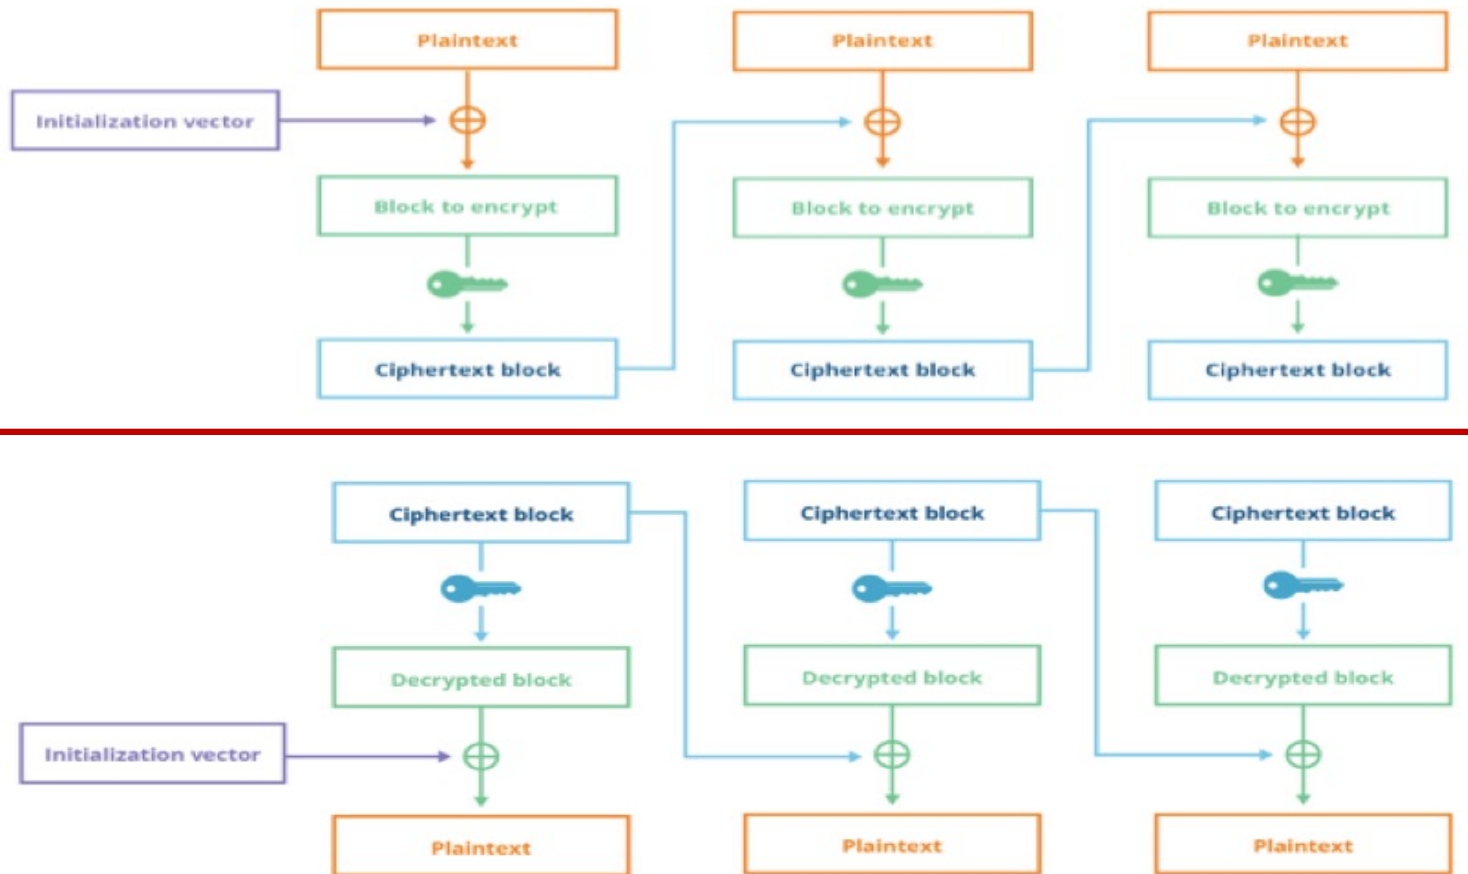 Plaintext
Plaintext
Plaintext
Initialization vector
Block to encrypt
Block to encrypt
Block to encrypt
Ciphertext block
Ciphertext block
Ciphertext block
Ciphertext block
Ciphertext block
Ciphertext block
Decrypted block
Decrypted block
Decrypted block
Initialization vector
Plaintext
Plaintext
Plaintext